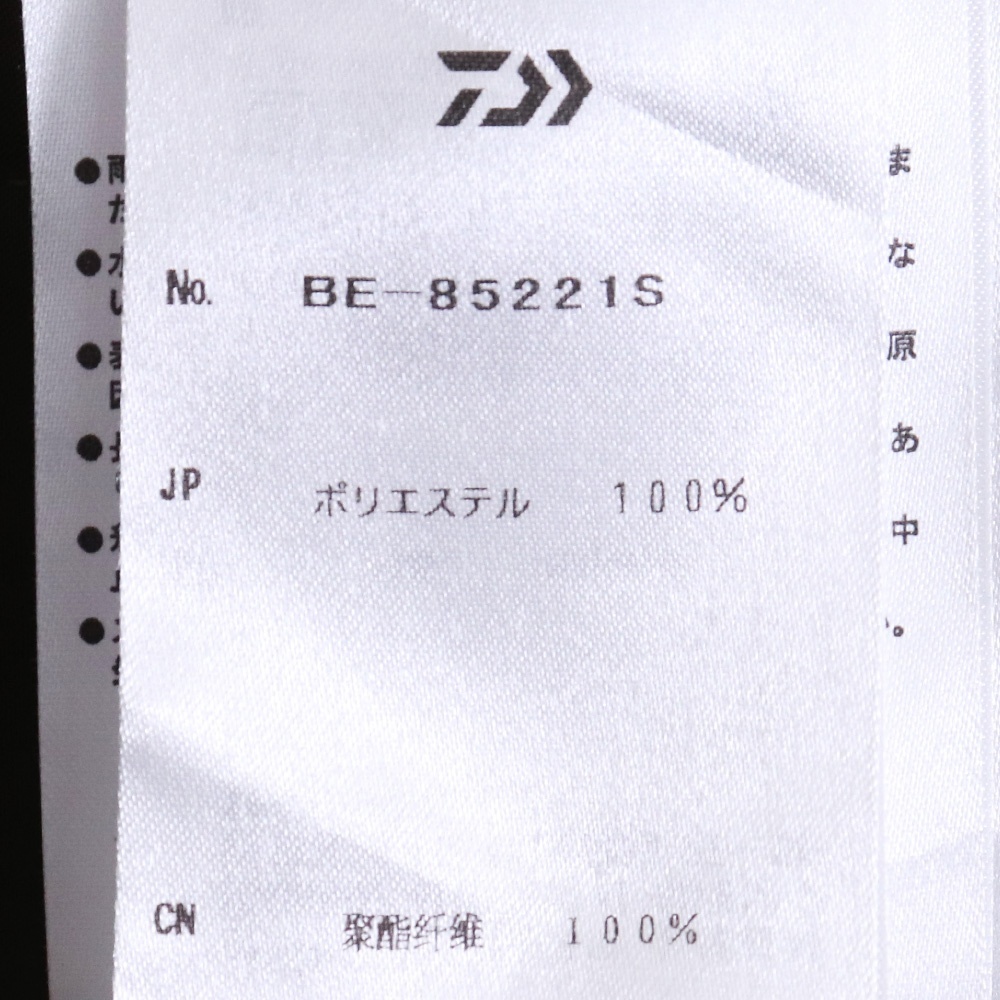 No. BE-85221S
JP ポリエステル 100%
CN 聚酯纤维 100%
ま
な
原
あ
中
。